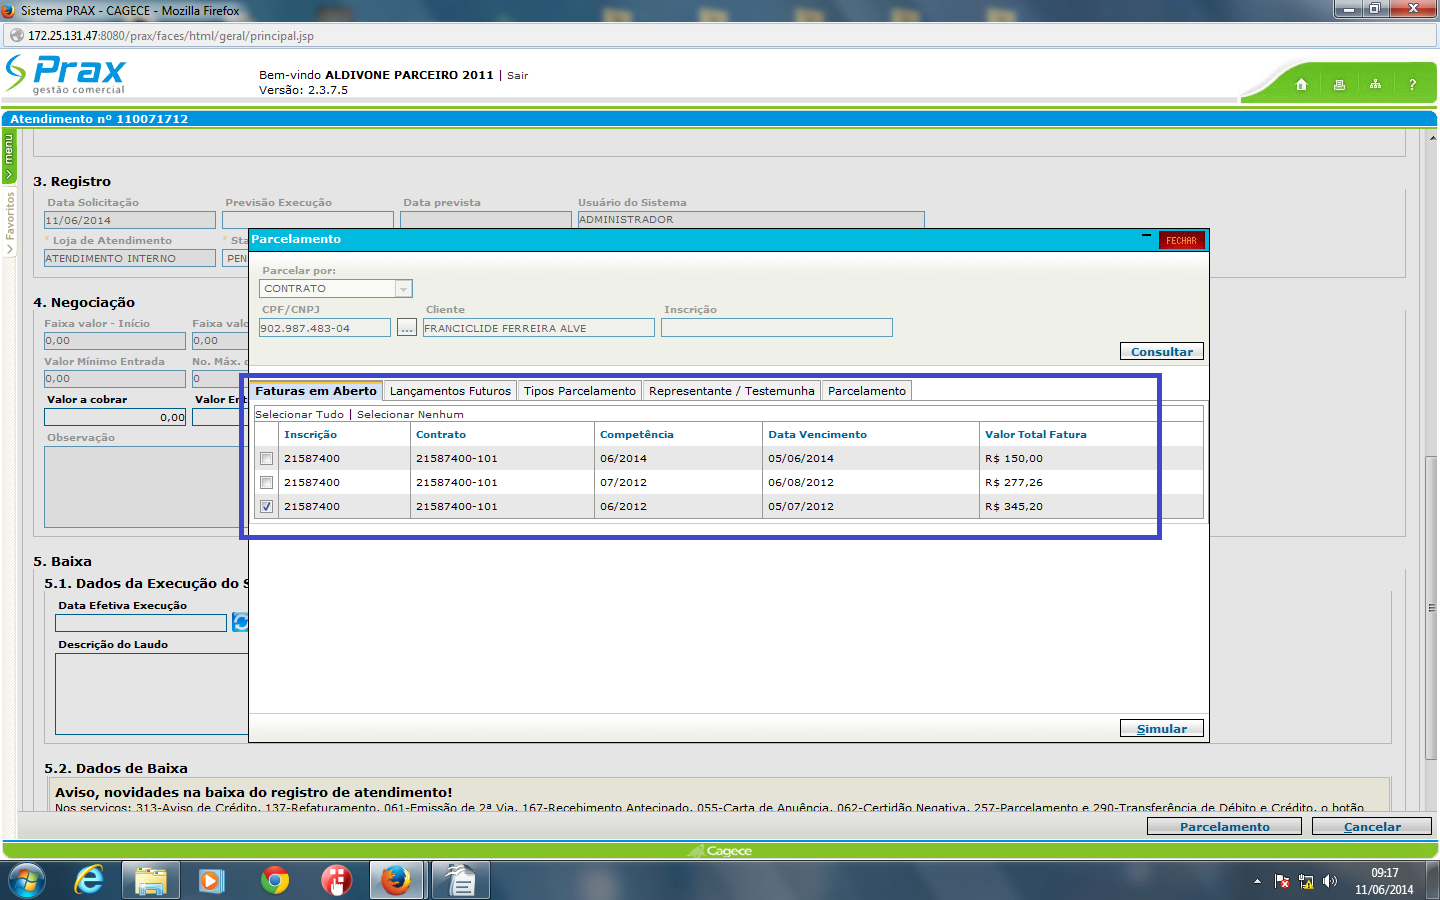 Sistema PRAX - CAGECE - Mozilla Firefox
172.25.131.47:8080/prax/faces/html/geral/principal.jsp
Prax
gestão comercial
Bem-vindo ALDIVONE PARCEIRO 2011 | Sair
Versão: 2.3.7.5
?
Atendimento nº 110071712
menu
Favoritos
3. Registro
Data Solicitação Previsão Execução Data prevista Usuário do Sistema
11/06/2014 ADMINISTRADOR
* Loja de Atendimento * Sta
ATENDIMENTO INTERNO PEN
4. Negociação
Faixa valor - Início Faixa valo
0,00 0,00
Valor Mínimo Entrada No. Máx. c
0,00 0
Valor a cobrar Valor Ent
0,00
Observação
Parcelamento FECHAR
Parcelar por:
CONTRATO
CPF/CNPJ Cliente Inscrição
902.987.483-04 ... FRANCICLIDE FERREIRA ALVE
Consultar
Faturas em Aberto Lançamentos Futuros Tipos Parcelamento Representante / Testemunha Parcelamento
Selecionar Tudo | Selecionar Nenhum
Inscrição Contrato Competência Data Vencimento Valor Total Fatura
21587400 21587400-101 06/2014 05/06/2014 R$ 150,00
21587400 21587400-101 07/2012 06/08/2012 R$ 277,26
21587400 21587400-101 06/2012 05/07/2012 R$ 345,20
Simular
5. Baixa
5.1. Dados da Execução do S
Data Efetiva Execução
Descrição do Laudo
5.2. Dados de Baixa
Aviso, novidades na baixa do registro de atendimento!
Nos serviços: 313-Aviso de Crédito, 137-Refaturamento, 061-Emissão de 2ª Via, 167-Recebimento Antecipado, 055-Carta de Anuência, 062-Certidão Negativa, 257-Parcelamento e 290-Transferência de Débito e Crédito, o botão
Parcelamento Cancelar
Cagece
09:17
11/06/2014